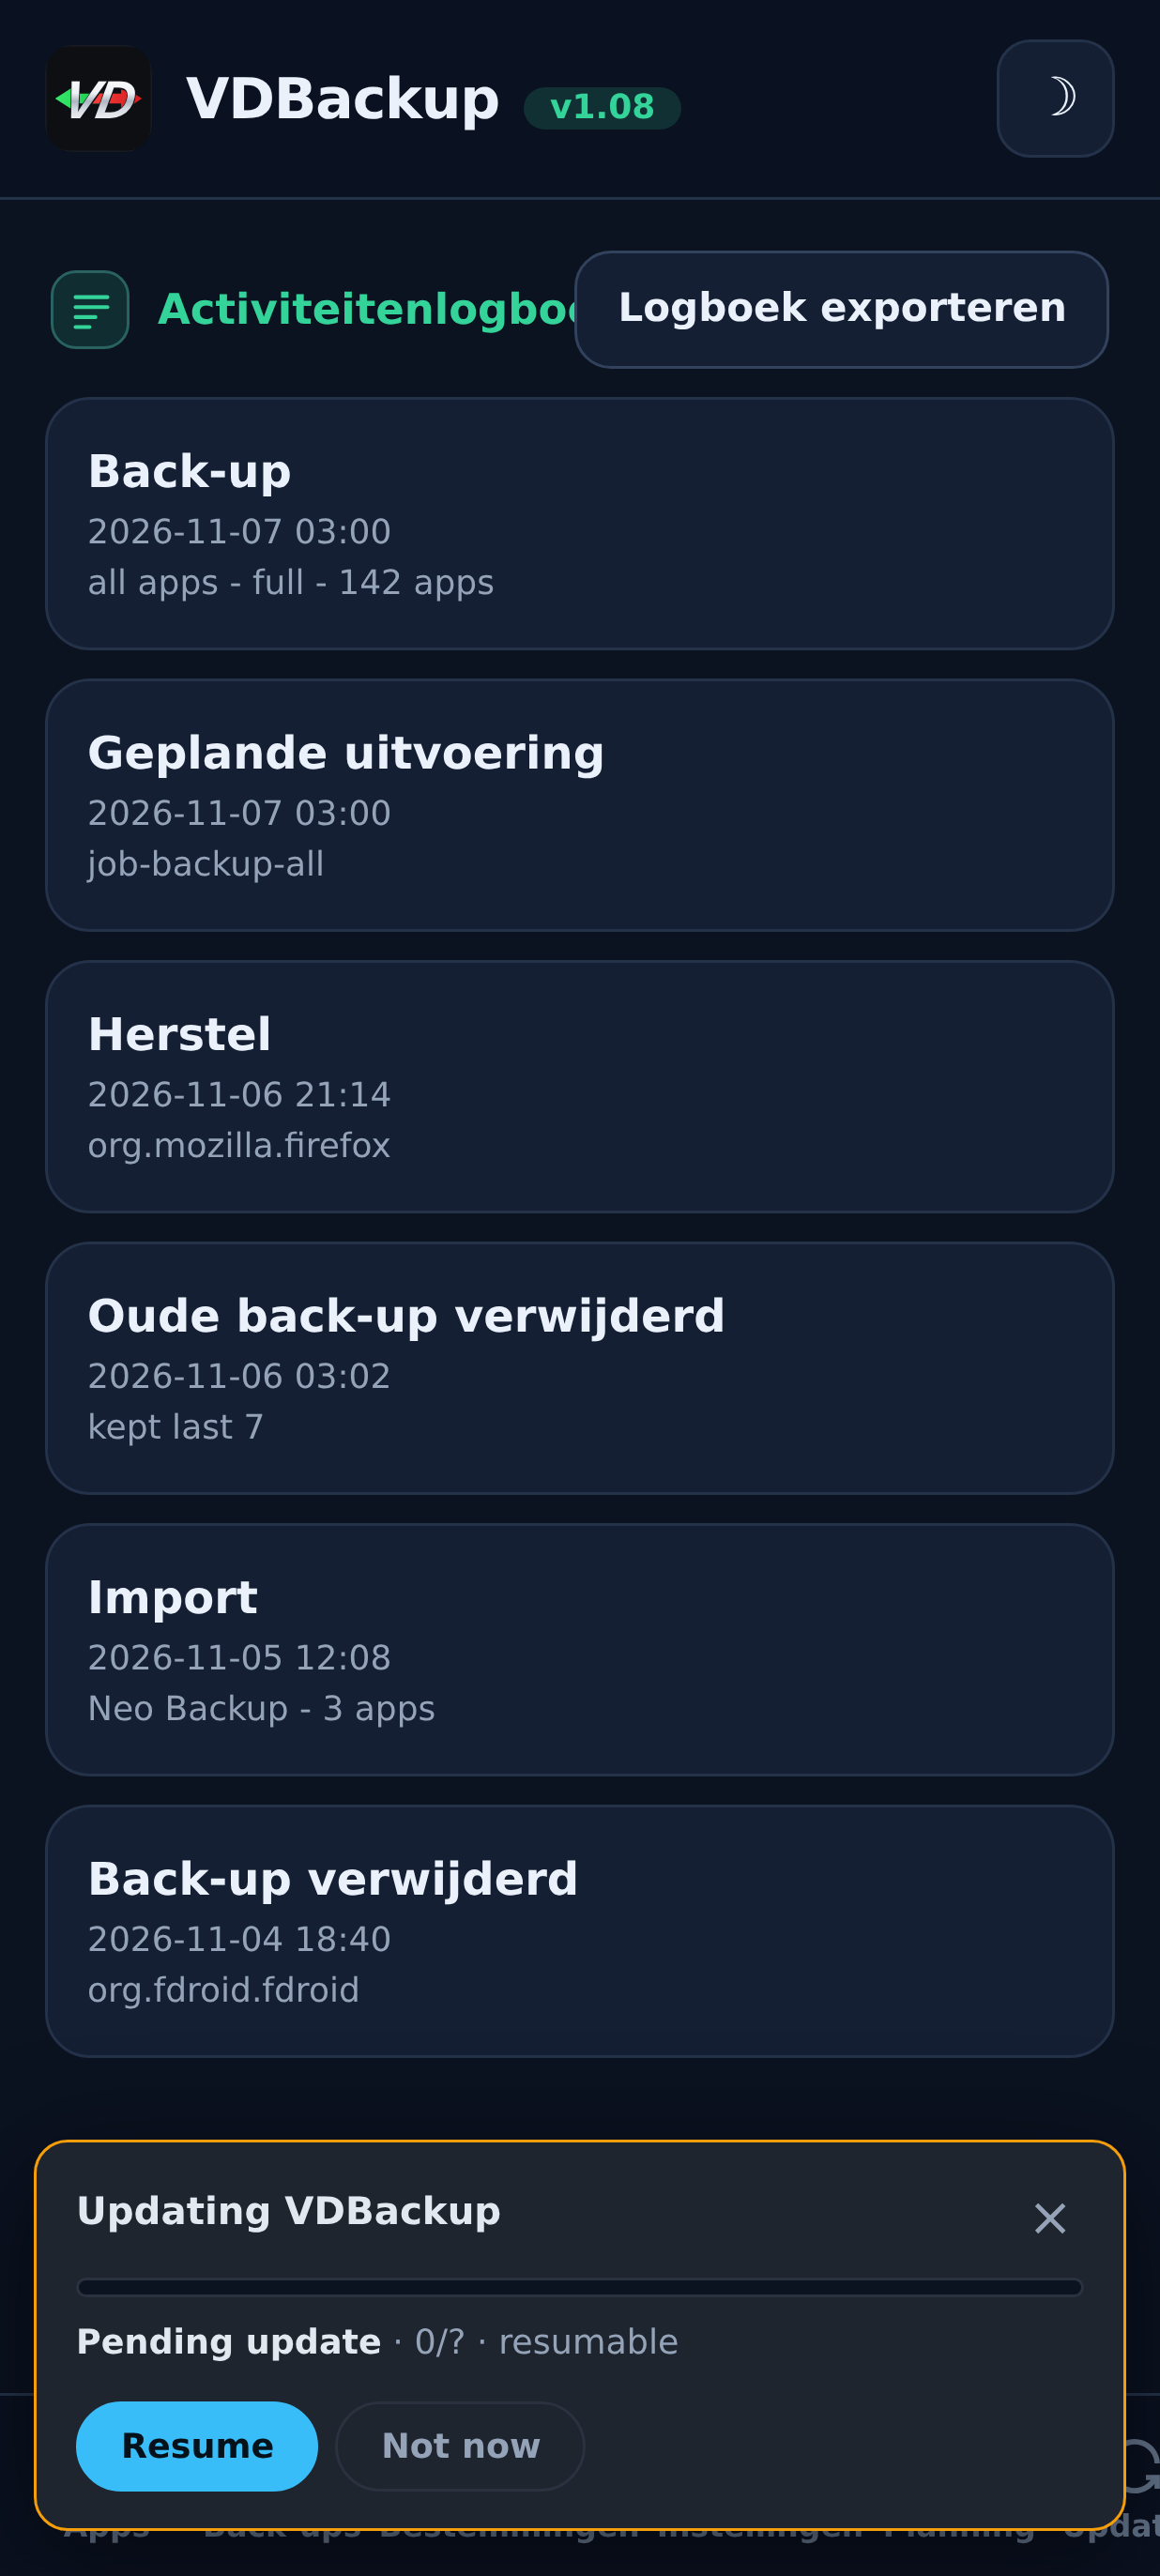 VD
VDBackup v1.08
Activiteitenlogboe
Logboek exporteren
Back-up
2026-11-07 03:00
all apps - full - 142 apps
Geplande uitvoering
2026-11-07 03:00
job-backup-all
Herstel
2026-11-06 21:14
org.mozilla.firefox
Oude back-up verwijderd
2026-11-06 03:02
kept last 7
Import
2026-11-05 12:08
Neo Backup - 3 apps
Back-up verwijderd
2026-11-04 18:40
org.fdroid.fdroid
Updating VDBackup
Pending update · 0/? · resumable
Resume
Not now